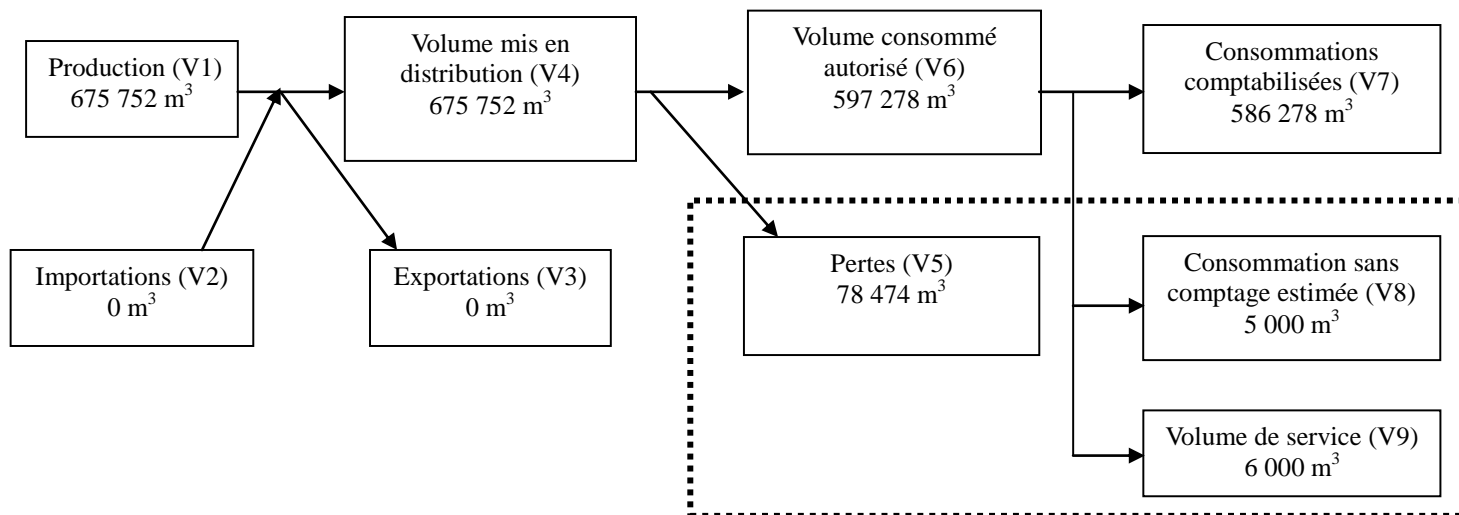 Production (V1)
675 752 m³
Volume mis en
distribution (V4)
675 752 m³
Volume consommé
autorisé (V6)
597 278 m³
Consommations
comptabilisées (V7)
586 278 m³
Importations (V2)
0 m³
Exportations (V3)
0 m³
Pertes (V5)
78 474 m³
Consommation sans
comptage estimée (V8)
5 000 m³
Volume de service (V9)
6 000 m³